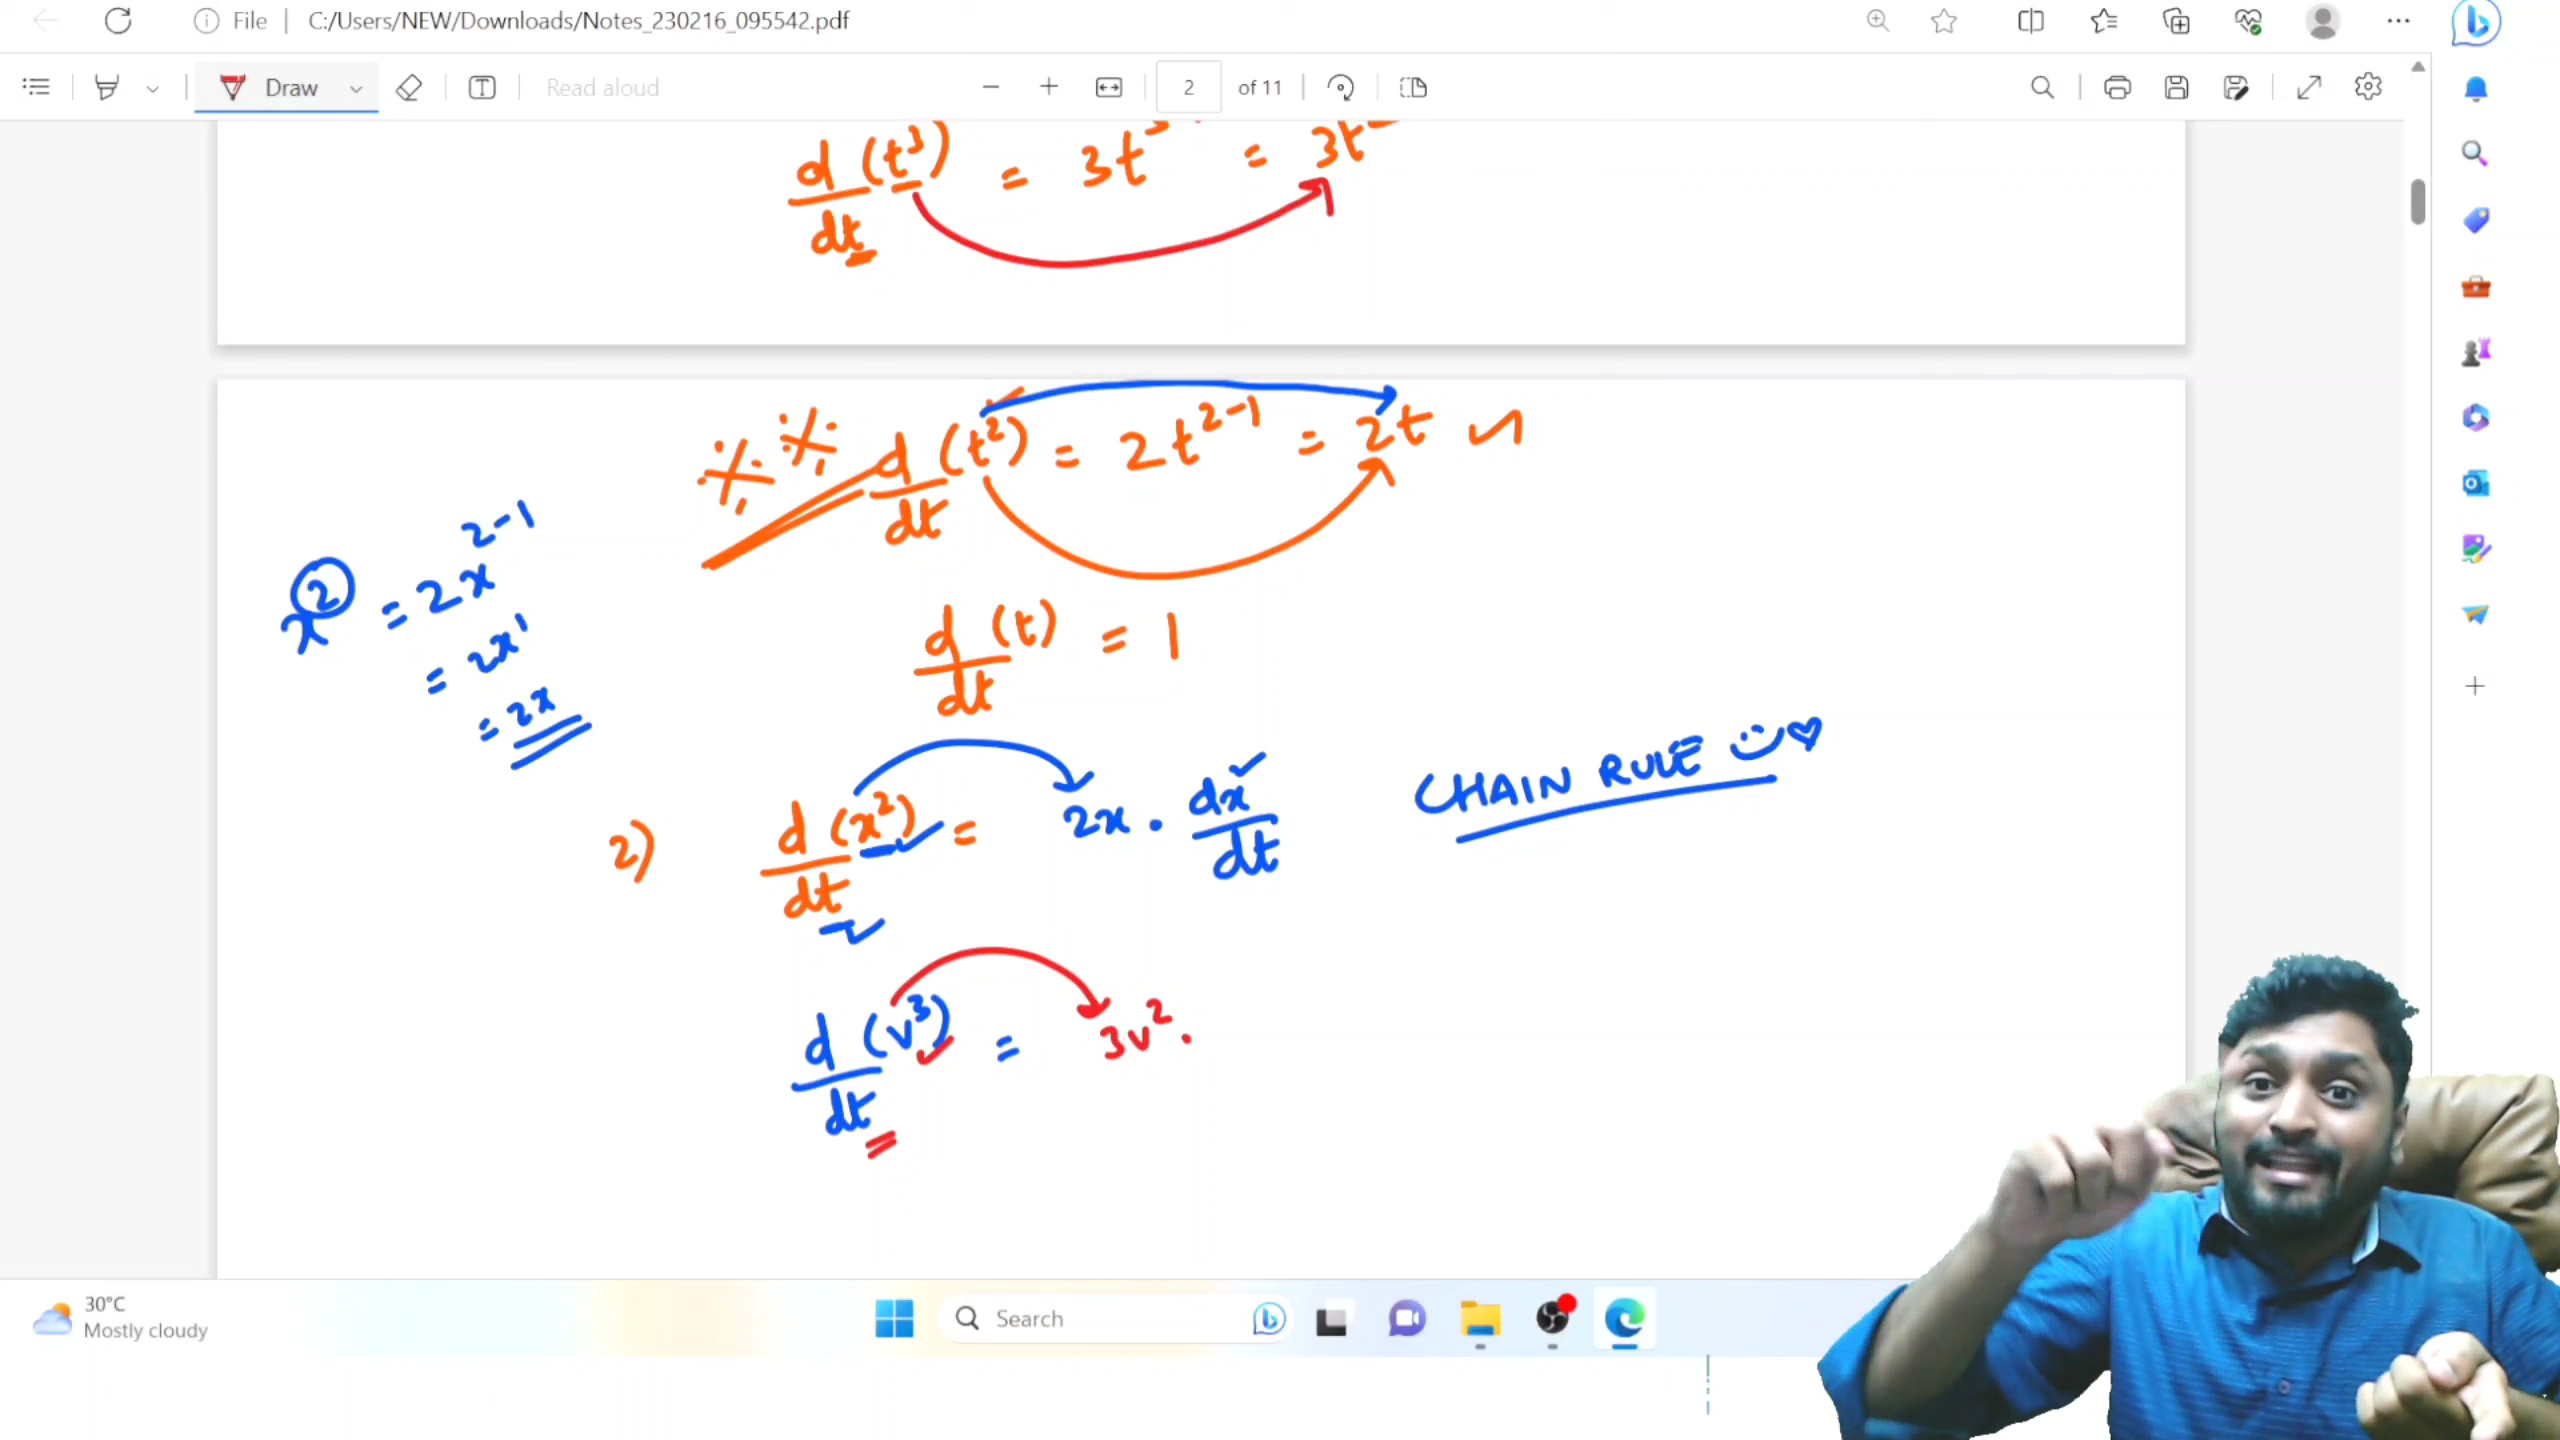 File | C:/Users/NEW/Downloads/Notes_230216_095542.pdf
Draw
Read aloud
2 of 11
d/dt (t³) = 3t³ = 3t
d/dt (t²) = 2t²⁻¹ = 2t
x² = 2x²⁻¹
= 2x¹
= 2x
d/dt (t) = 1
2) d/dt (x²) = 2x · dx/dt
CHAIN RULE
d/dt (v³) = 3v² ·
30°C
Mostly cloudy
Search